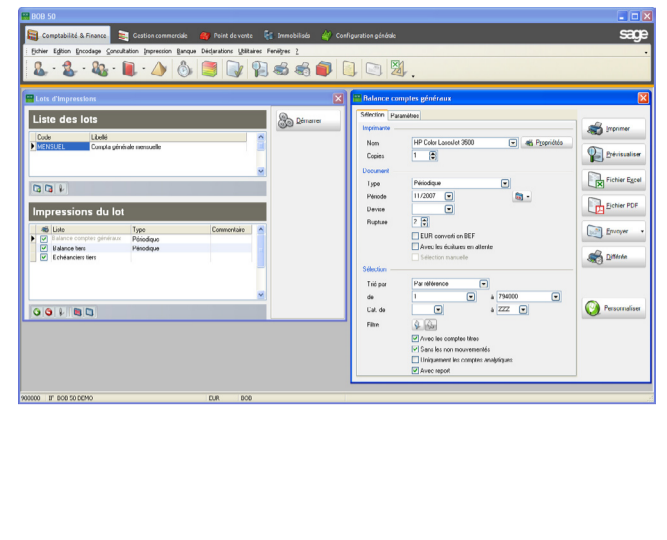 BOB 50
Comptabilité & Finance Gestion commerciale Point de vente Immobilisés Configuration générale
sage
Fichier Edition Encodage Consultation Impression Banque Déclarations Utilitaires Fenêtres ?
Lots d'impressions
Liste des lots
Code Libellé
MENSUEL Compta générale mensuelle
Démarrer
Impressions du lot
Liste Type Commentaire
Balance comptes généraux Périodique
Balance tiers Périodique
Echéanciers tiers
Balance comptes généraux
Sélection Paramètres
Imprimante
Nom HP Color LaserJet 3500 Propriétés
Copies 1
Document
Type Périodique
Période 11/2007
Devise
Rupture ?
EUR converti en BEF
Avec les écritures en attente
Sélection manuelle
Sélection
Trié par Par référence
de 1 à 794000
Cat. de à ZZZ
Filtre
Avec les comptes titres
Sans les non mouvementés
Uniquement les comptes analytiques
Avec report
Imprimer
Prévisualiser
Fichier Excel
Fichier PDF
Envoyer
Différée
Personnaliser
900000 BOB 50 DEMO EUR BOB